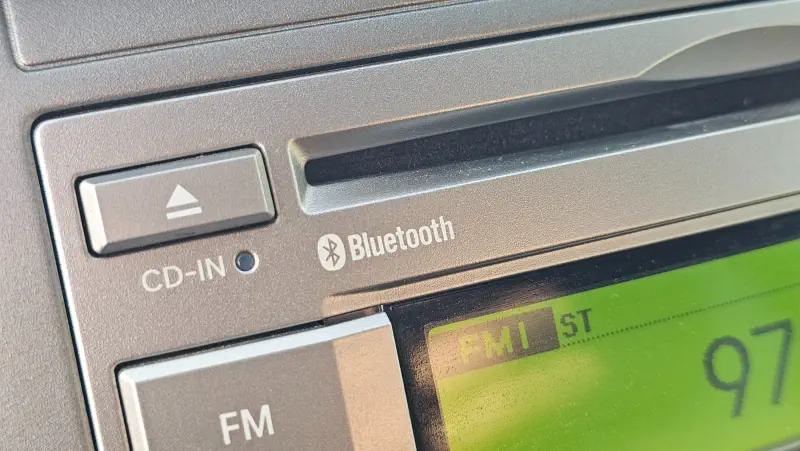 CD-IN
Bluetooth
FM1 ST
97
FM